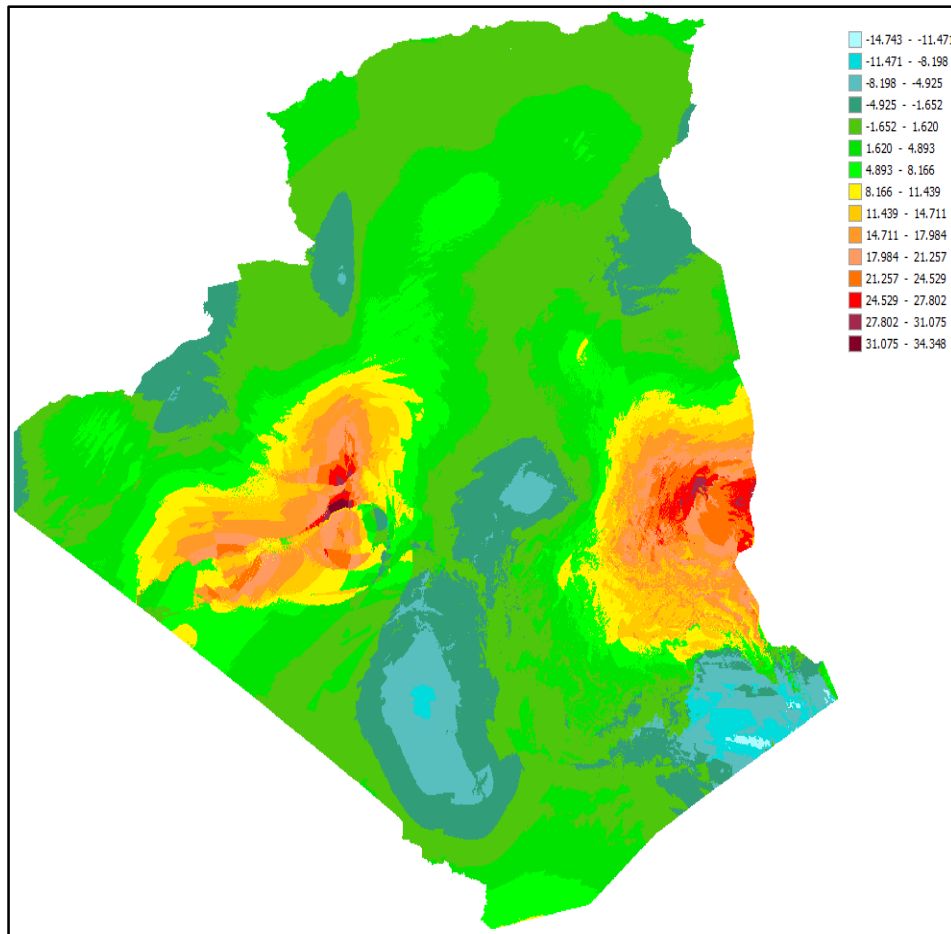 -14.743 - -11.471
-11.471 - -8.198
-8.198 - -4.925
-4.925 - -1.652
-1.652 - 1.620
1.620 - 4.893
4.893 - 8.166
8.166 - 11.439
11.439 - 14.711
14.711 - 17.984
17.984 - 21.257
21.257 - 24.529
24.529 - 27.802
27.802 - 31.075
31.075 - 34.348